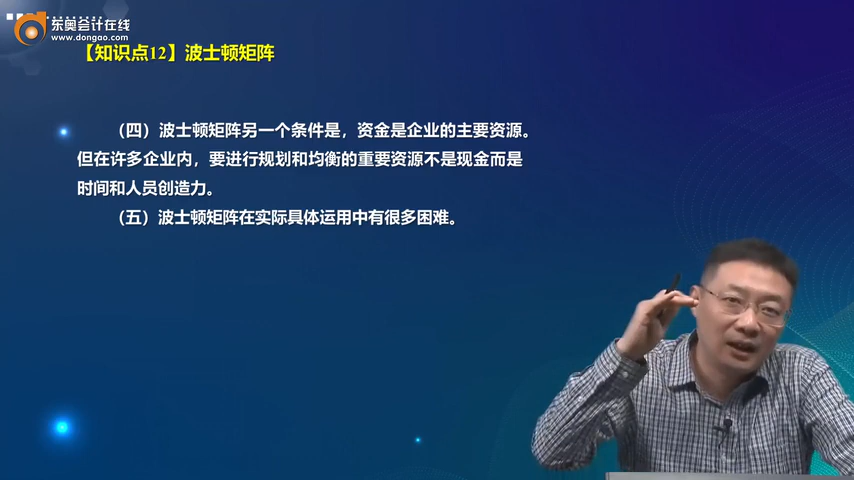 东奥会计在线
www.dongao.com
【知识点12】波士顿矩阵
（四）波士顿矩阵另一个条件是，资金是企业的主要资源。
但在许多企业内，要进行规划和均衡的重要资源不是现金而是
时间和人员创造力。
（五）波士顿矩阵在实际具体运用中有很多困难。